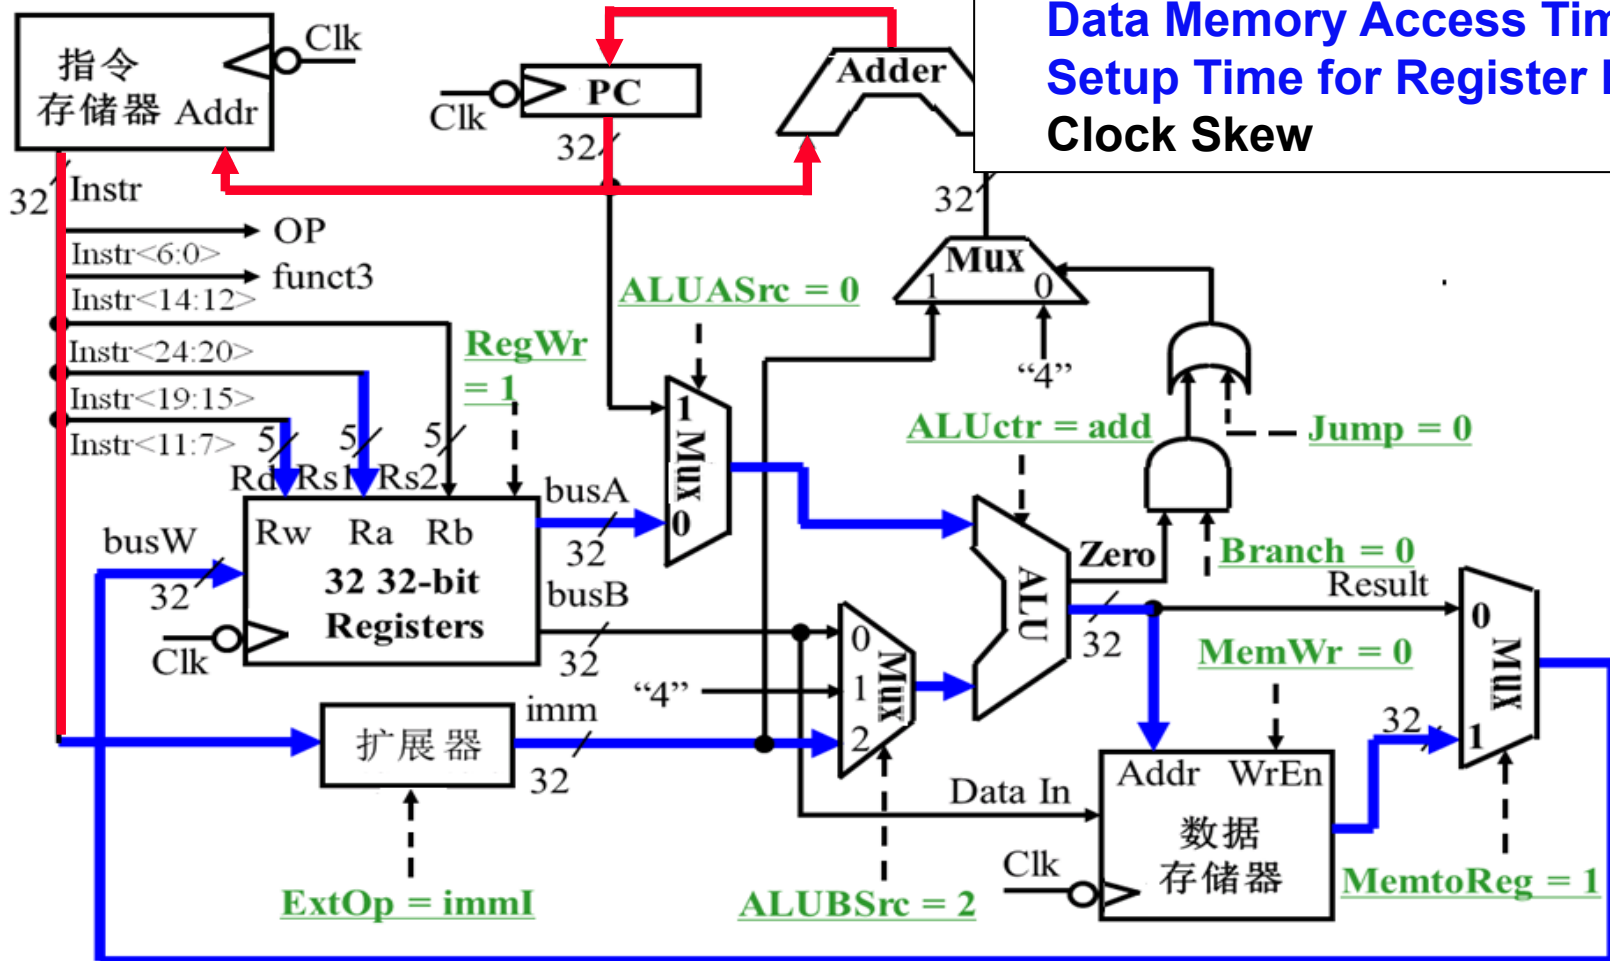 Data Memory Access
Setup Time for Register
Clock Skew
Clk
指令
存储器 Addr
Adder
PC
Clk
32
32
Instr
32
OP
Instr<6:0>
funct3
Instr<14:12>
Mux
1 0
ALUASrc = 0
RegWr
= 1
Instr<24:20>
“4”
Instr<19:15>
1
Mux
0
Instr<11:7>
5 5 5
ALUctr = add
Jump = 0
Rd Rs1 Rs2
busA
32
busW
32
Rw Ra Rb
32 32-bit
Registers
Clk
busB
32
Zero
Branch = 0
Result
ALU
32
0
Mux
1
2
“4”
MemWr = 0
0
Mux
1
32
imm
扩展器
32
Addr WrEn
Data In
数据
存储器
Clk
MemtoReg = 1
ExtOp = immI
ALUBSrc = 2